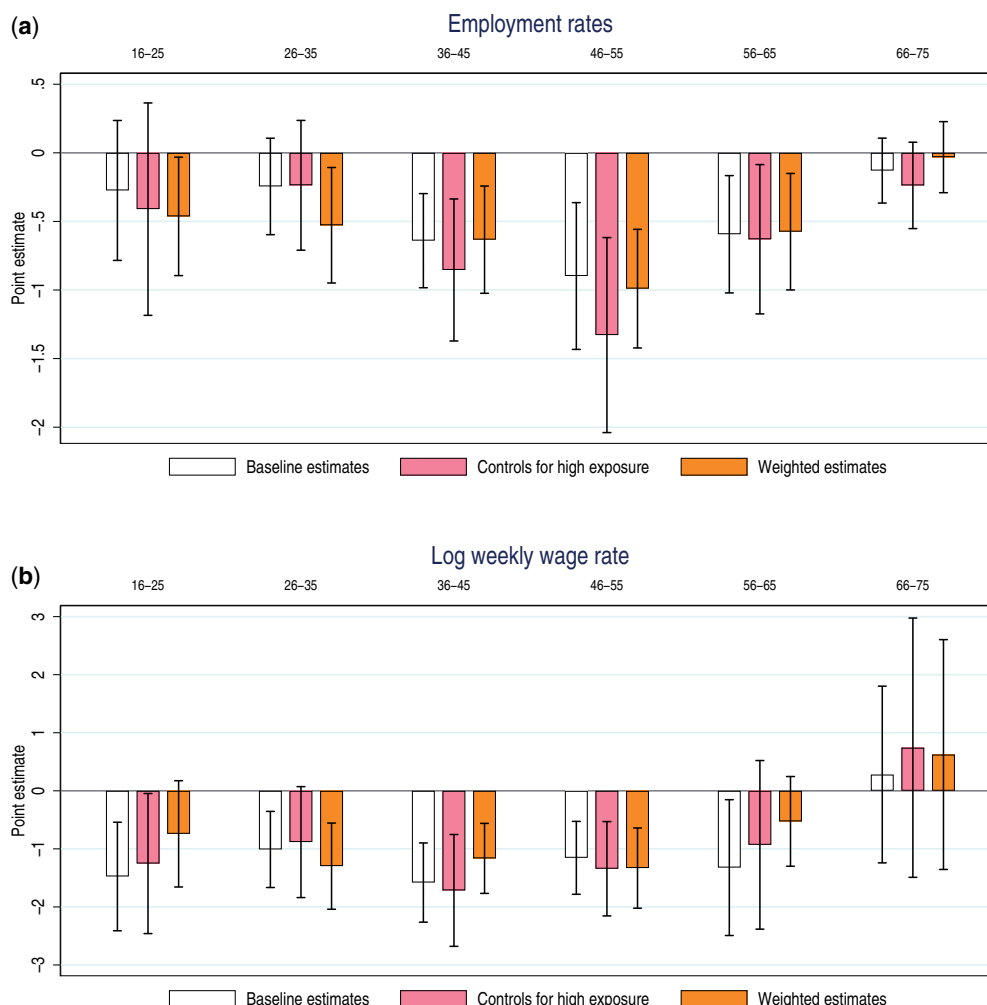 (a)
Employment rates
16–25 26–35 36–45 46–55 56–65 66–75
.5
0
−.5
−1
−1.5
−2
Point estimate
Baseline estimates Controls for high exposure Weighted estimates
(b)
Log weekly wage rate
16–25 26–35 36–45 46–55 56–65 66–75
3
2
1
0
−1
−2
−3
Point estimate
Baseline estimates Controls for high exposure Weighted estimates